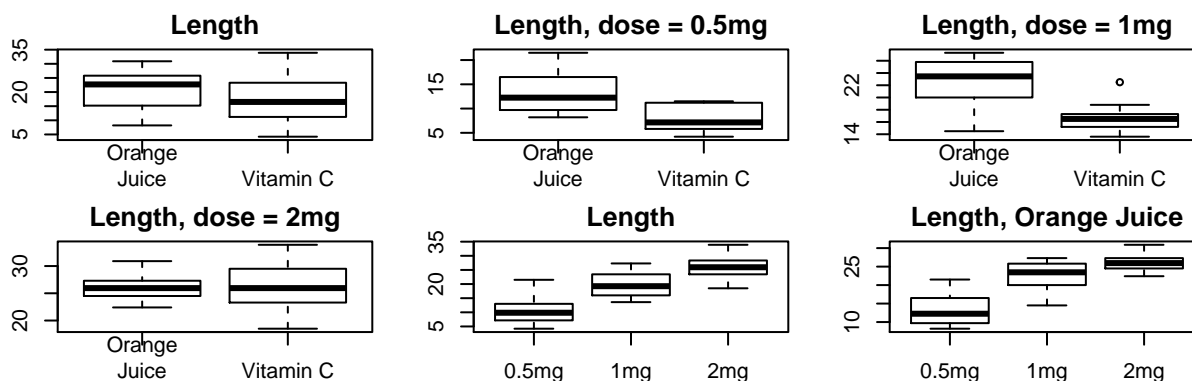 Length
35
20
5
Orange
Juice
Vitamin C
Length, dose = 0.5mg
15
5
Orange
Juice
Vitamin C
Length, dose = 1mg
22
14
Orange
Juice
Vitamin C
Length, dose = 2mg
30
20
Orange
Juice
Vitamin C
Length
35
20
5
0.5mg 1mg 2mg
Length, Orange Juice
25
10
0.5mg 1mg 2mg